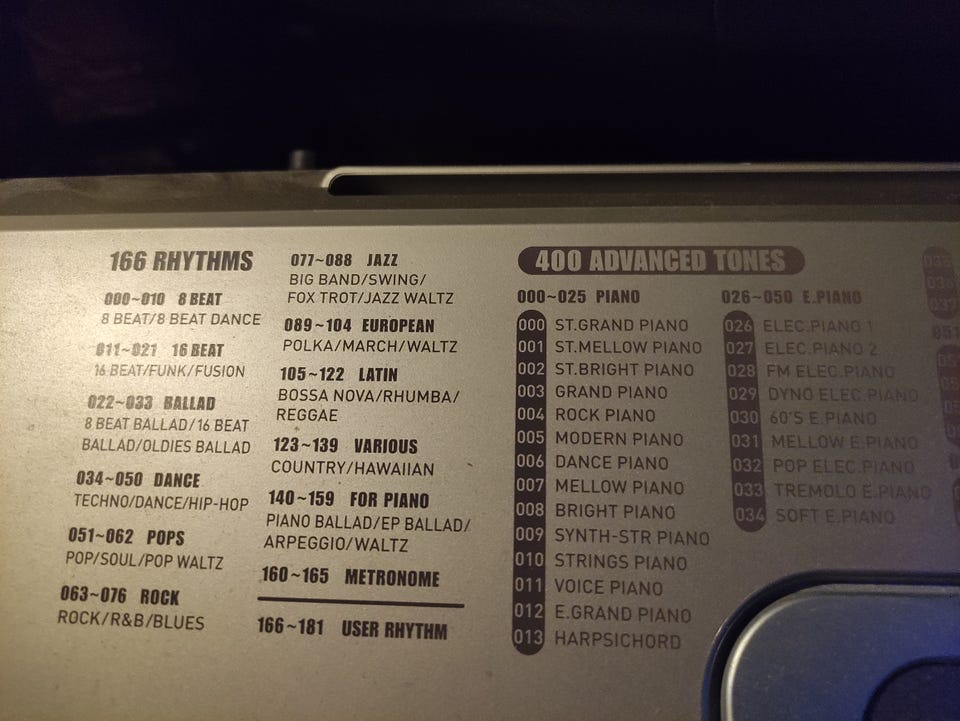 166 RHYTHMS
000~010 8 BEAT
8 BEAT/8 BEAT DANCE
011~021 16 BEAT
16 BEAT/FUNK/FUSION
022~033 BALLAD
8 BEAT BALLAD/16 BEAT
BALLAD/OLDIES BALLAD
034~050 DANCE
TECHNO/DANCE/HIP-HOP
051~062 POPS
POP/SOUL/POP WALTZ
063~076 ROCK
ROCK/R&B/BLUES
077~088 JAZZ
BIG BAND/SWING/
FOX TROT/JAZZ WALTZ
089~104 EUROPEAN
POLKA/MARCH/WALTZ
105~122 LATIN
BOSSA NOVA/RHUMBA/
REGGAE
123~139 VARIOUS
COUNTRY/HAWAIIAN
140~159 FOR PIANO
PIANO BALLAD/EP BALLAD/
ARPEGGIO/WALTZ
160~165 METRONOME
166~181 USER RHYTHM
400 ADVANCED TONES
000~025 PIANO
000 ST.GRAND PIANO
001 ST.MELLOW PIANO
002 ST.BRIGHT PIANO
003 GRAND PIANO
004 ROCK PIANO
005 MODERN PIANO
006 DANCE PIANO
007 MELLOW PIANO
008 BRIGHT PIANO
009 SYNTH-STR PIANO
010 STRINGS PIANO
011 VOICE PIANO
012 E.GRAND PIANO
013 HARPSICHORD
026~050 E.PIANO
026 ELEC.PIANO 1
027 ELEC.PIANO 2
028 FM ELEC.PIANO
029 DYNO ELEC.PIANO
030 60'S E.PIANO
031 MELLOW E.PIANO
032 POP ELEC.PIANO
033 TREMOLO E.PIANO
034 SOFT E.PIANO
035
036
037